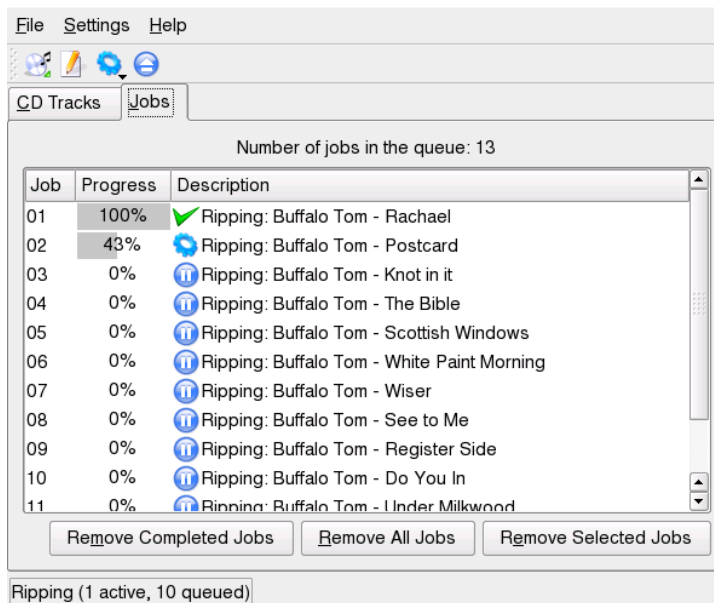 File Settings Help
CD Tracks Jobs
Number of jobs in the queue: 13
Job Progress Description
01 100% Ripping: Buffalo Tom - Rachael
02 43% Ripping: Buffalo Tom - Postcard
03 0% Ripping: Buffalo Tom - Knot in it
04 0% Ripping: Buffalo Tom - The Bible
05 0% Ripping: Buffalo Tom - Scottish Windows
06 0% Ripping: Buffalo Tom - White Paint Morning
07 0% Ripping: Buffalo Tom - Wiser
08 0% Ripping: Buffalo Tom - See to Me
09 0% Ripping: Buffalo Tom - Register Side
10 0% Ripping: Buffalo Tom - Do You In
11 0% Ripping: Buffalo Tom - Under Milkwood
Remove Completed Jobs Remove All Jobs Remove Selected Jobs
Ripping (1 active, 10 queued)